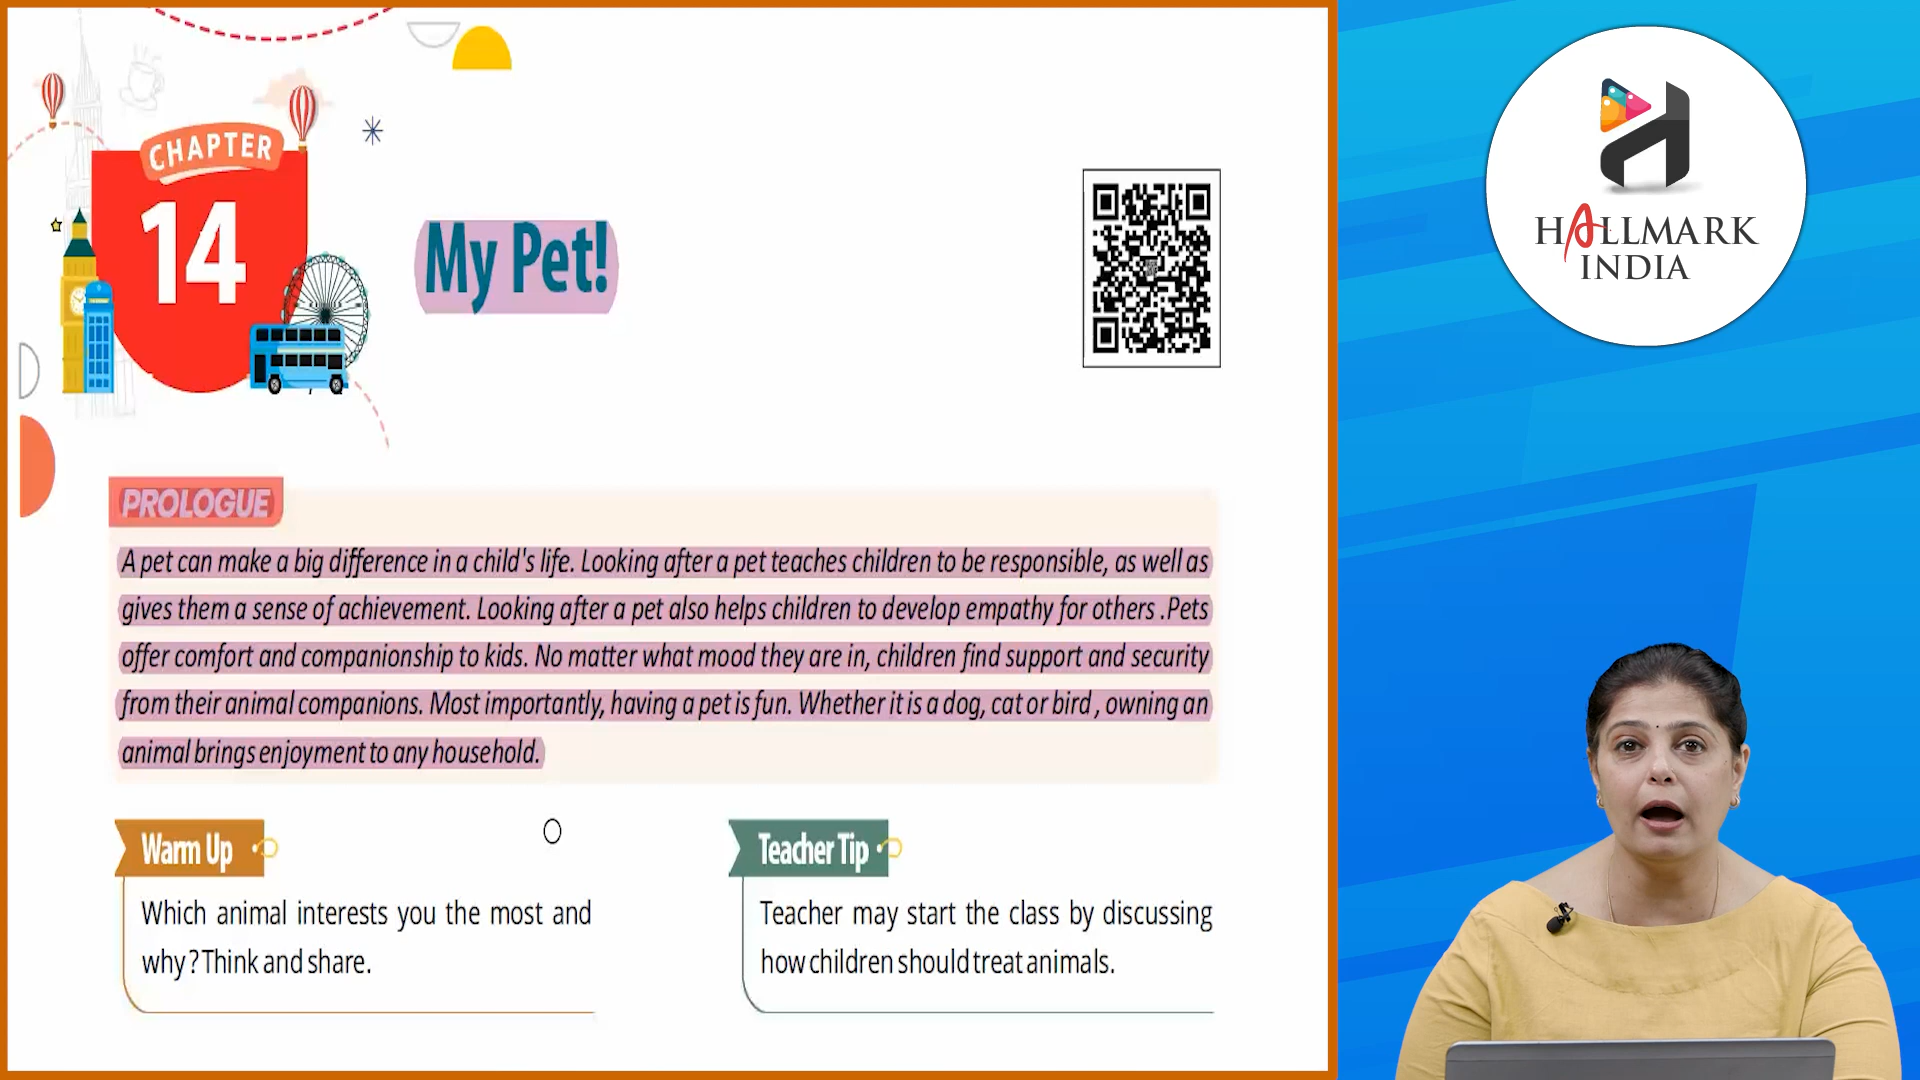 CHAPTER
14
My Pet!
HALLMARK
INDIA
PROLOGUE
A pet can make a big difference in a child's life. Looking after a pet teaches children to be responsible, as well as
gives them a sense of achievement. Looking after a pet also helps children to develop empathy for others .Pets
offer comfort and companionship to kids. No matter what mood they are in, children find support and security
from their animal companions. Most importantly, having a pet is fun. Whether it is a dog, cat or bird , owning an
animal brings enjoyment to any household.
Warm Up
Which animal interests you the most and
why ? Think and share.
Teacher Tip
Teacher may start the class by discussing
how children should treat animals.